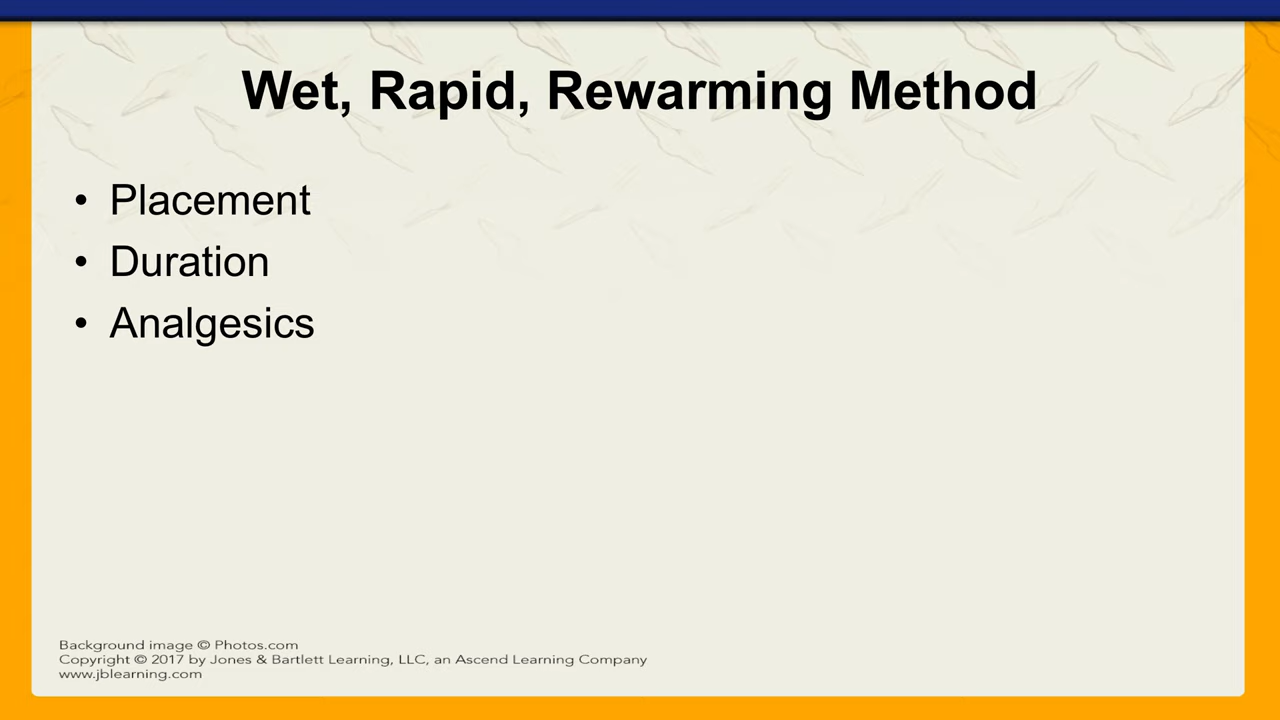 Wet, Rapid, Rewarming Method
• Placement
• Duration
• Analgesics
Background image © Photos.com
Copyright © 2017 by Jones & Bartlett Learning, LLC, an Ascend Learning Company
www.jblearning.com